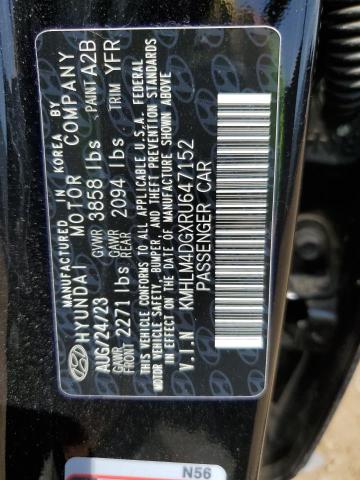 MANUFACTURED IN KOREA BY
HYUNDAI MOTOR COMPANY
AUG/24/23 GVWR 3858 lbs PAINT A2B
GAWR FRONT 2271 lbs GAWR REAR 2094 lbs TRIM YFR
THIS VEHICLE CONFORMS TO ALL APPLICABLE U.S.A. FEDERAL
MOTOR VEHICLE SAFETY, BUMPER, AND THEFT PREVENTION STANDARDS
IN EFFECT ON THE DATE OF MANUFACTURE SHOWN ABOVE
V.I.N KMHLM4DGXRU647152
PASSENGER CAR
N56